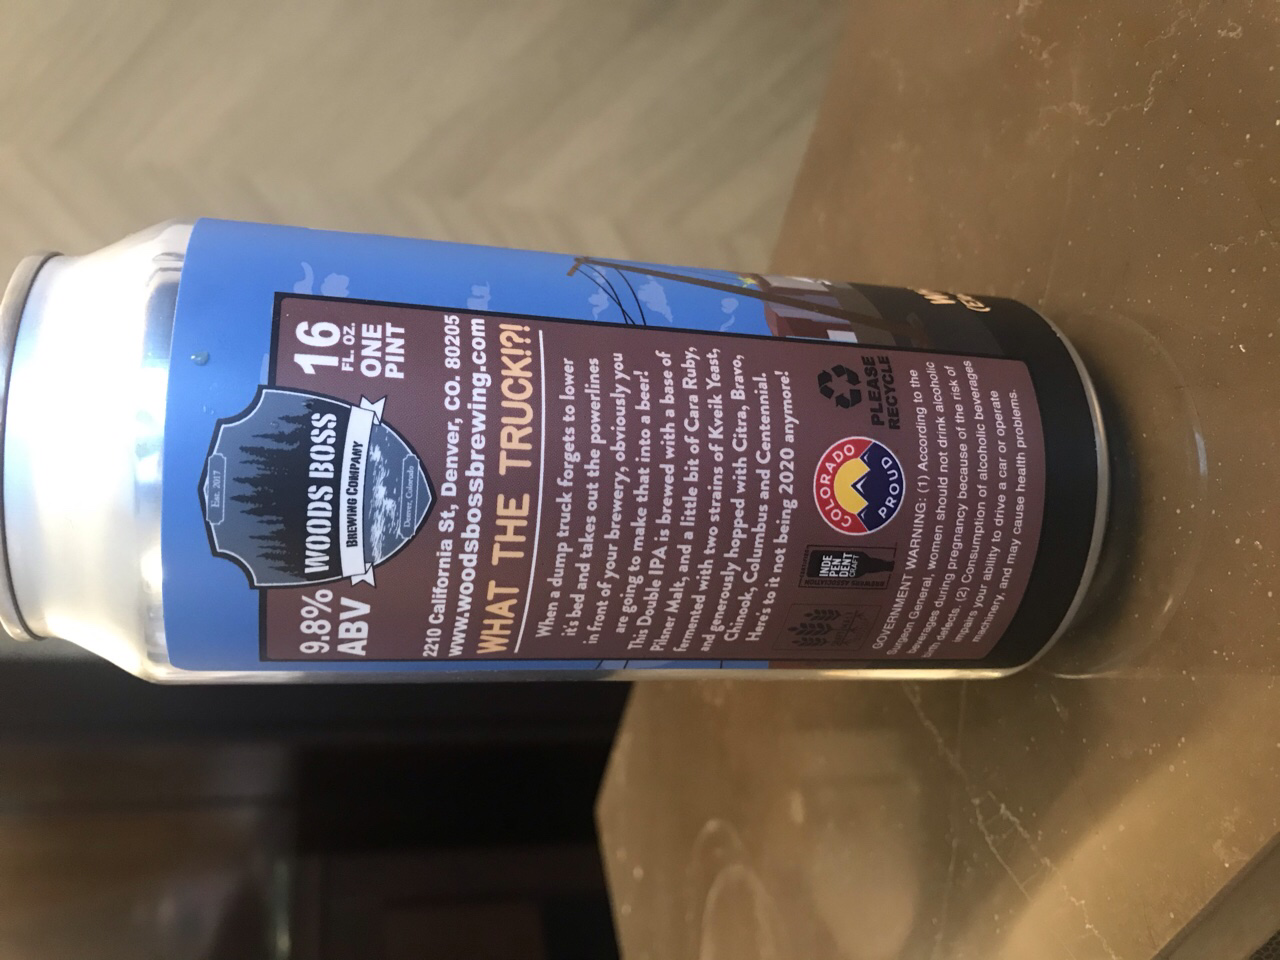 Est. 2017
WOODS BOSS
BREWING COMPANY
Denver, Colorado
9.8%
ABV
16
FL. OZ.
ONE
PINT
2210 California St, Denver, CO. 80205
www.woodsbossbrewing.com
WHAT THE TRUCK!?!
When a dump truck forgets to lower
it's bed and takes out the powerlines
in front of your brewery, obviously you
are going to make that into a beer!
This Double IPA is brewed with a base of
Pilsner Malt, and a little bit of Cara Ruby,
fermented with two strains of Kveik Yeast,
and generously hopped with Citra, Bravo,
Chinook, Columbus and Centennial.
Here's to it not being 2020 anymore!
INDE
PEN
DENT
CRAFT
BREWERS ASSOCIATION
COLORADO
PROUD
PLEASE
RECYCLE
GOVERNMENT WARNING: (1) According to the
Surgeon General, women should not drink alcoholic
beverages during pregnancy because of the risk of
birth defects. (2) Consumption of alcoholic beverages
impairs your ability to drive a car or operate
machinery, and may cause health problems.